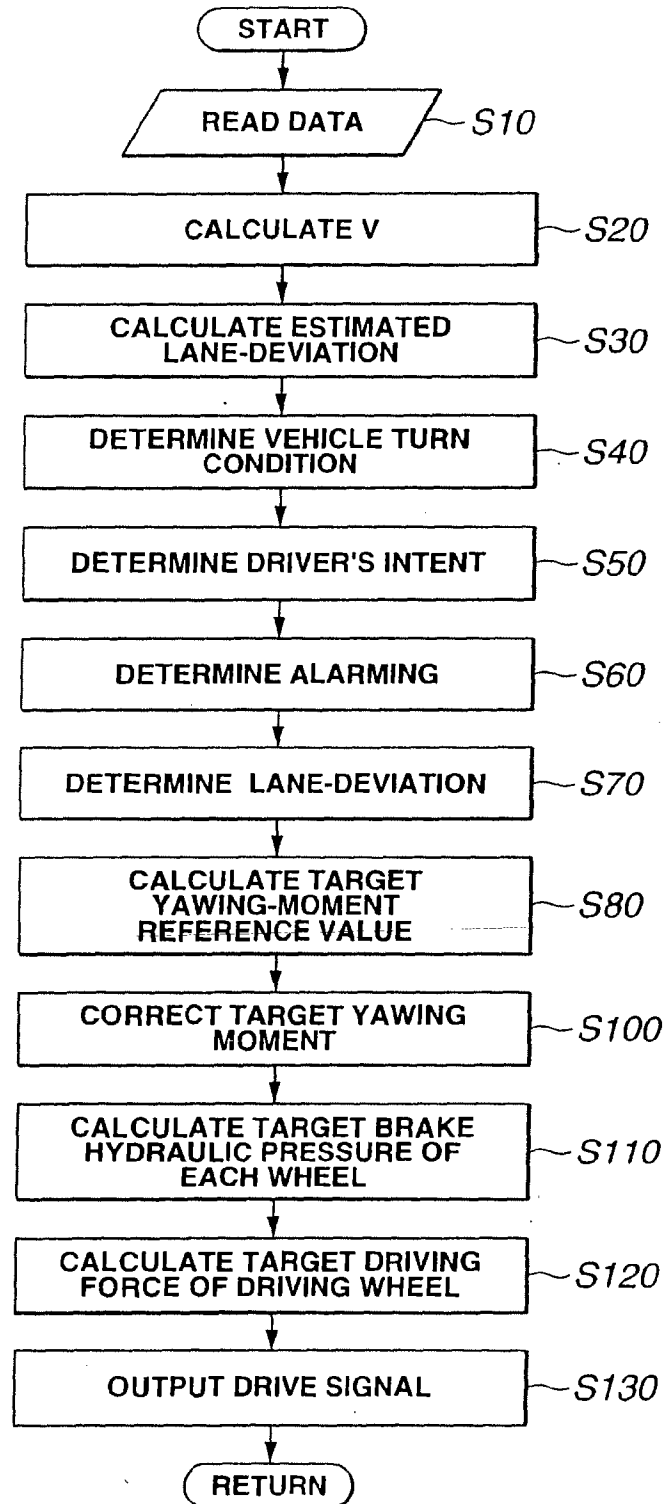 START
READ DATA
S10
CALCULATE V
S20
CALCULATE ESTIMATED
LANE-DEVIATION
S30
DETERMINE VEHICLE TURN
CONDITION
S40
DETERMINE DRIVER'S INTENT
S50
DETERMINE ALARMING
S60
DETERMINE LANE-DEVIATION
S70
CALCULATE TARGET
YAWING-MOMENT
REFERENCE VALUE
S80
CORRECT TARGET YAWING
MOMENT
S100
CALCULATE TARGET BRAKE
HYDRAULIC PRESSURE OF
EACH WHEEL
S110
CALCULATE TARGET DRIVING
FORCE OF DRIVING WHEEL
S120
OUTPUT DRIVE SIGNAL
S130
RETURN